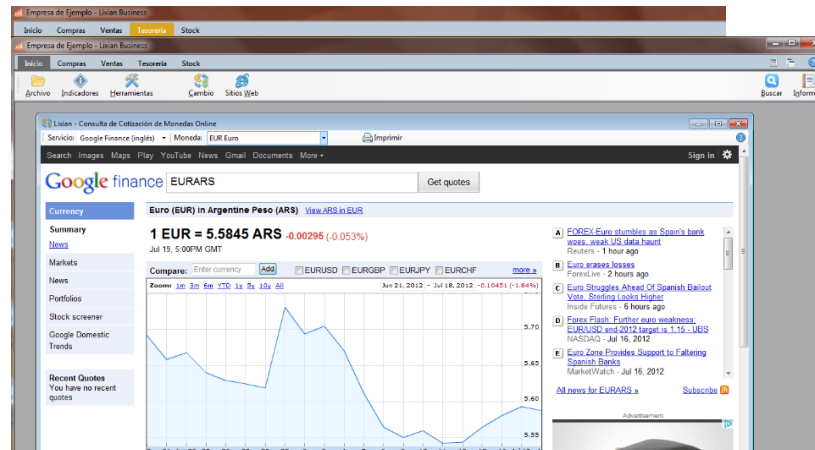 Empresa de Ejemplo - Lixian Business
Inicio Compras Ventas Tesorería Stock
Empresa de Ejemplo - Lixian Business
Inicio Compras Ventas Tesorería Stock
Archivo Indicadores Herramientas Cambio Sitios Web Buscar Inform
Lixian - Consulta de Cotización de Monedas Online
Servicio: Google Finance (inglés) Moneda: EUR Euro Imprimir
Search Images Maps Play YouTube News Gmail Documents More Sign in
Google finance EURARS Get quotes
Currency
Summary
News
Markets
News
Portfolios
Stock screener
Google Domestic
Trends
Recent Quotes
You have no recent
quotes
Euro (EUR) in Argentine Peso (ARS) View ARS in EUR
1 EUR = 5.5845 ARS -0.00295 (-0.053%)
Jul 19, 5:00PM GMT
Compare: Enter currency Add EURUSD EURGBP EURJPY EURCHF more »
Zoom: 1m 3m 6m YTD 1y 5y 10y All Jun 21, 2012 - Jul 18, 2012 -0.10451 (-1.84%)
5.70
5.65
5.60
5.55
A FOREX-Euro stumbles as Spain's bank
woes, weak US data haunt
Reuters - 1 hour ago
B Euro erases losses
ForexLive - 2 hours ago
C Euro Struggles Ahead Of Spanish Bailout
Vote, Sterling Looks Higher
Inside Futures - 6 hours ago
D Forex Flash: Further euro weakness;
EUR/USD end-2012 target is 1.15 - UBS
NASDAQ - Jul 16, 2012
E Euro Zone Provides Support to Faltering
Spanish Banks
MarketWatch - Jul 16, 2012
All news for EURARS » Subscribe
Advertisement